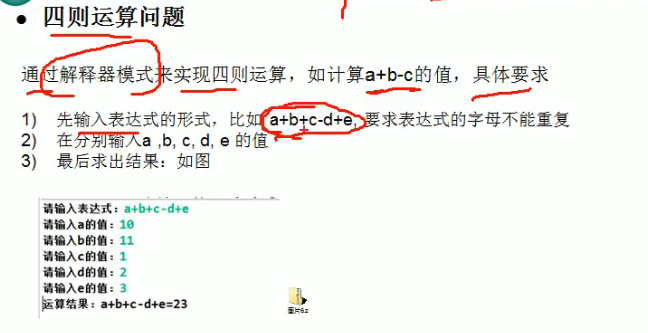 四则运算问题
通过解释器模式来实现四则运算，如计算a+b-c的值，具体要求
1) 先输入表达式的形式，比如 a+b+c-d+e, 要求表达式的字母不能重复
2) 在分别输入a ,b, c, d, e 的值
3) 最后求出结果：如图
请输入表达式：a+b+c-d+e
请输入a的值：10
请输入b的值：11
请输入c的值：1
请输入d的值：2
请输入e的值：3
运算结果：a+b+c-d+e=23